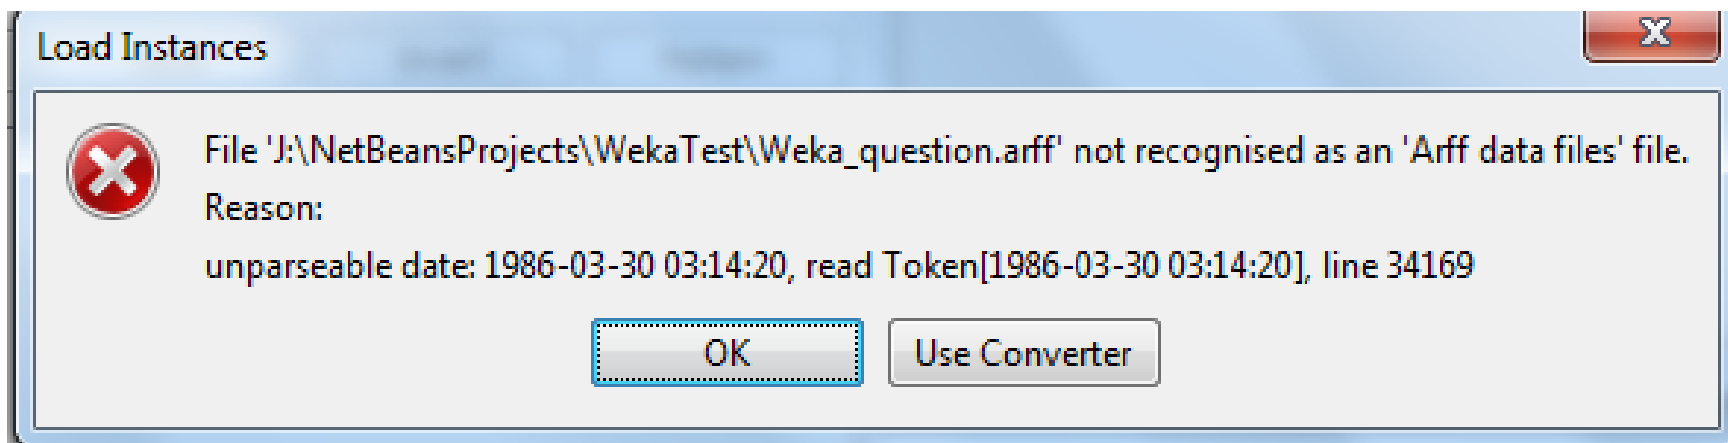 Load Instances
File 'J:\NetBeansProjects\WekaTest\Weka_question.arff' not recognised as an 'Arff data files' file.
Reason:
unparseable date: 1986-03-30 03:14:20, read Token[1986-03-30 03:14:20], line 34169
OK
Use Converter